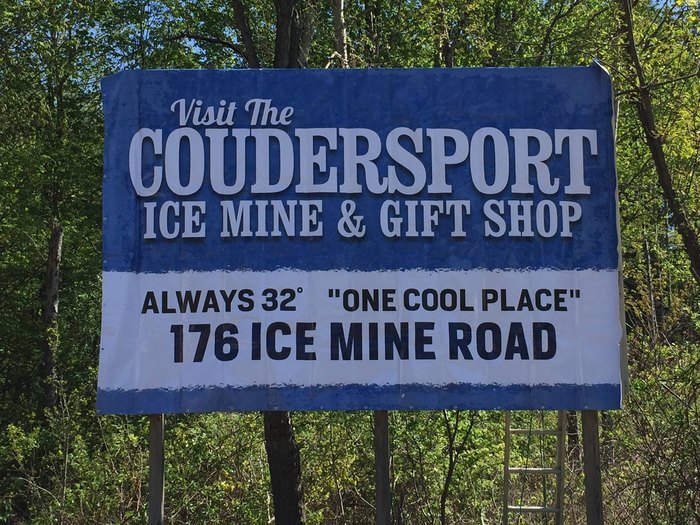 Visit The
COUDERSPORT
ICE MINE & GIFT SHOP
ALWAYS 32° "ONE COOL PLACE"
176 ICE MINE ROAD